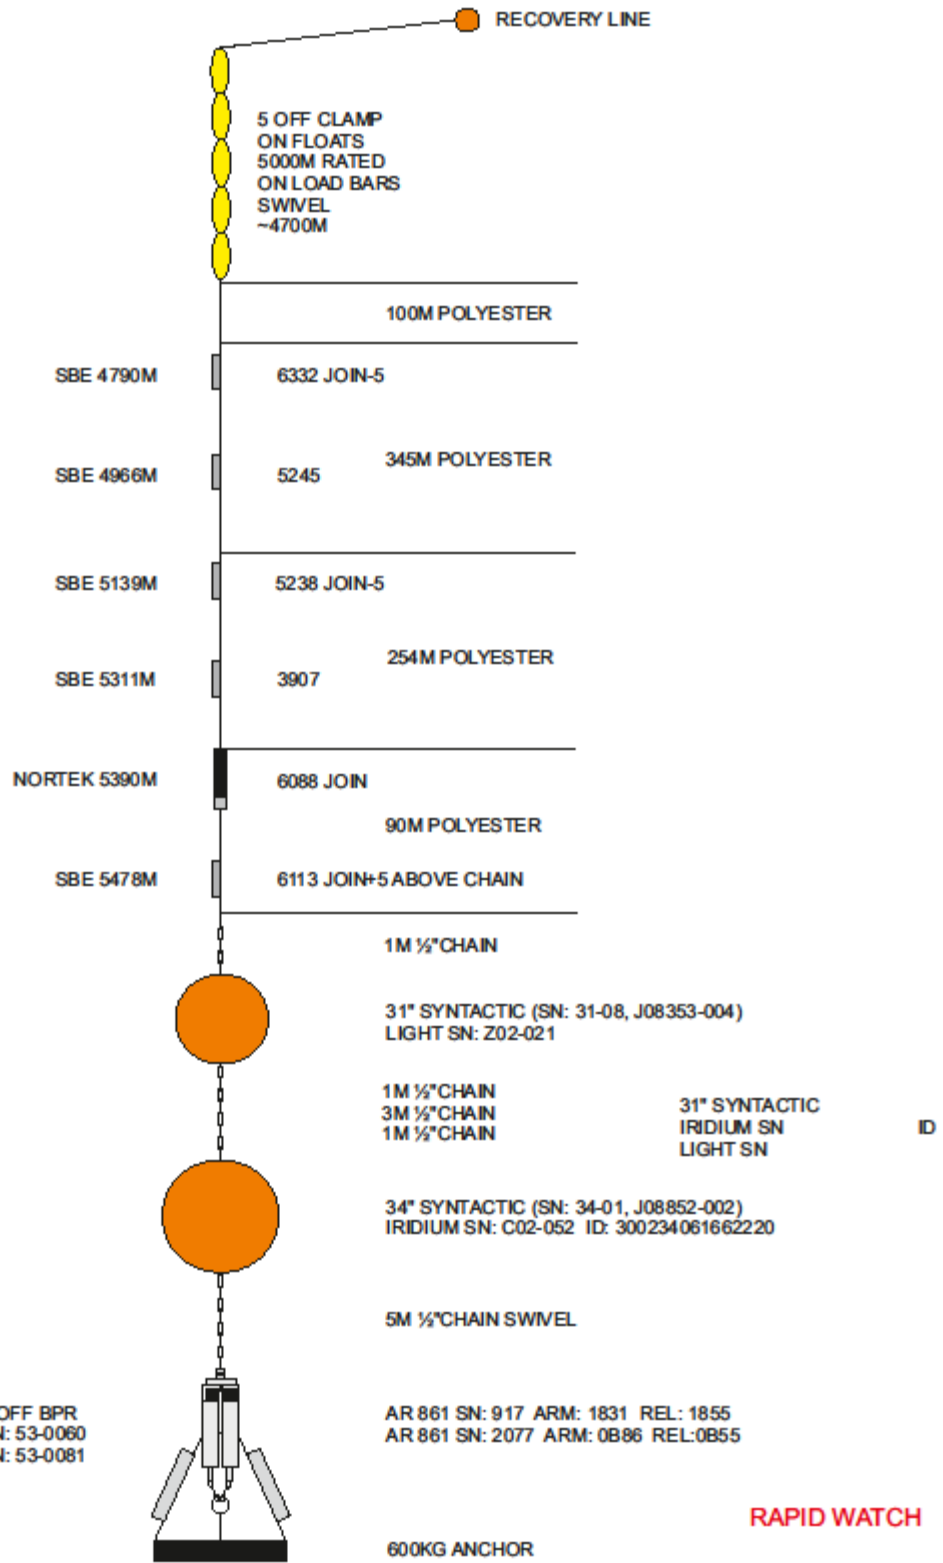 RECOVERY LINE
5 OFF CLAMP
ON FLOATS
5000M RATED
ON LOAD BARS
SWIVEL
~4700M
100M POLYESTER
SBE 4790M
6332 JOIN-5
345M POLYESTER
SBE 4966M
5245
SBE 5139M
5238 JOIN-5
254M POLYESTER
SBE 5311M
3907
NORTEK 5390M
6088 JOIN
90M POLYESTER
SBE 5478M
6113 JOIN+5 ABOVE CHAIN
1M ½"CHAIN
31" SYNTACTIC (SN: 31-08, J08353-004)
LIGHT SN: Z02-021
1M ½"CHAIN
3M ½"CHAIN
1M ½"CHAIN
31" SYNTACTIC
IRIDIUM SN ID
LIGHT SN
34" SYNTACTIC (SN: 34-01, J08852-002)
IRIDIUM SN: C02-052 ID: 300234061662220
5M ½"CHAIN SWIVEL
OFF BPR
N: 53-0060
N: 53-0081
AR 861 SN: 917 ARM: 1831 REL: 1855
AR 861 SN: 2077 ARM: 0B86 REL:0B55
RAPID WATCH
600KG ANCHOR